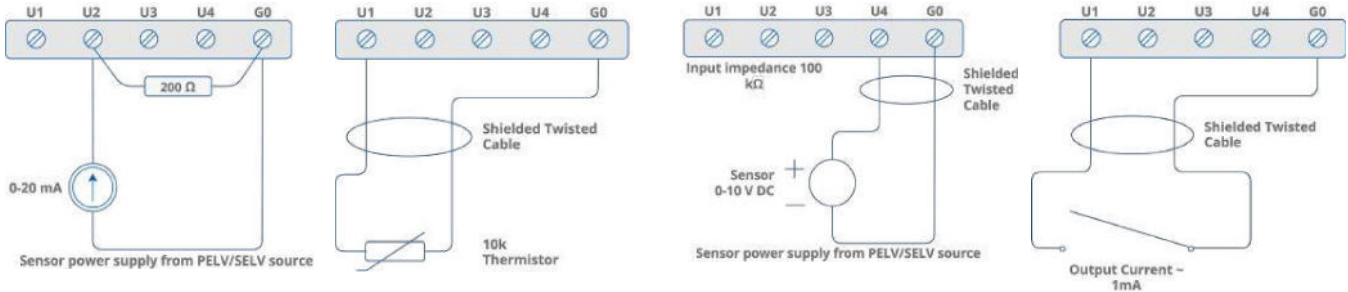 U1 U2 U3 U4 G0
200 Ω
0-20 mA
Sensor power supply from PELV/SELV source
U1 U2 U3 U4 G0
Shielded Twisted
Cable
10k
Thermistor
U1 U2 U3 U4 G0
Input impedance 100
kΩ
Shielded
Twisted
Cable
Sensor
0-10 V DC
+
—
Sensor power supply from PELV/SELV source
U1 U2 U3 U4 G0
Shielded Twisted
Cable
Output Current ~
1mA